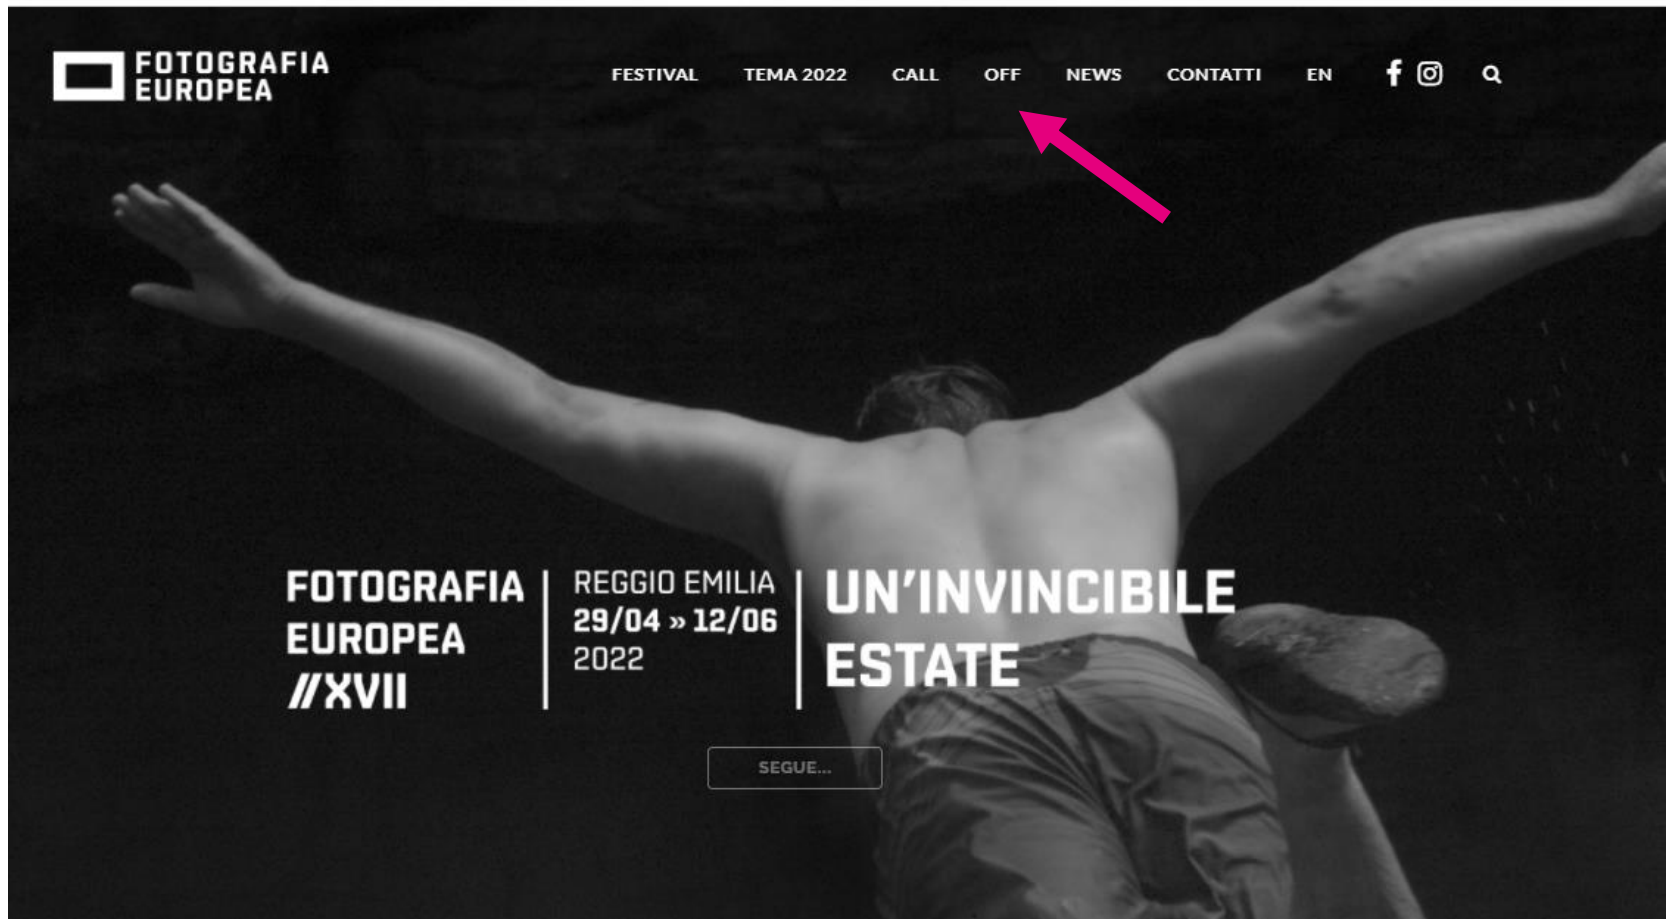 FOTOGRAFIA
EUROPEA
FESTIVAL TEMA 2022 CALL OFF NEWS CONTATTI EN
FOTOGRAFIA
EUROPEA
//XVII
REGGIO EMILIA
29/04 » 12/06
2022
UN'INVINCIBILE
ESTATE
SEGUE...